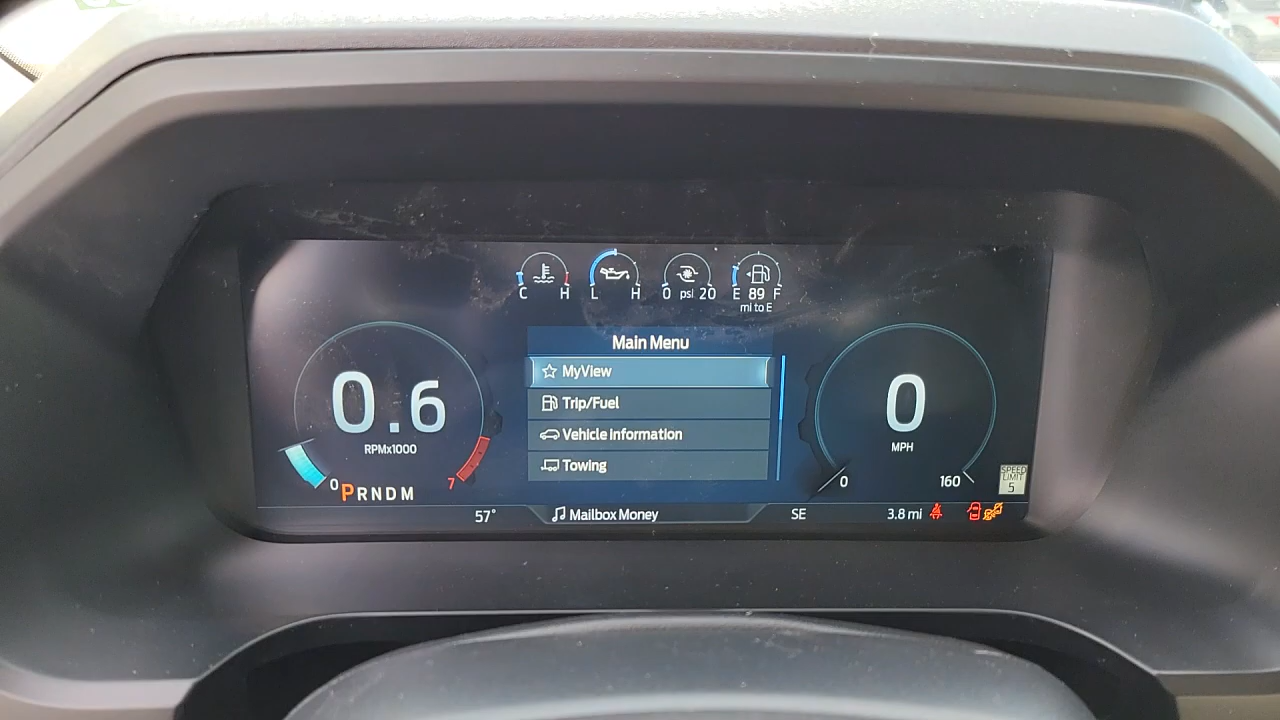 C H L H 0 psi 20 E 89 F
mi to E
Main Menu
MyView
Trip/Fuel
Vehicle Information
Towing
0.6
RPMx1000
0 7
PRNDM
0
MPH
0 160
SPEED
LIMIT
5
57° Mailbox Money SE 3.8 mi